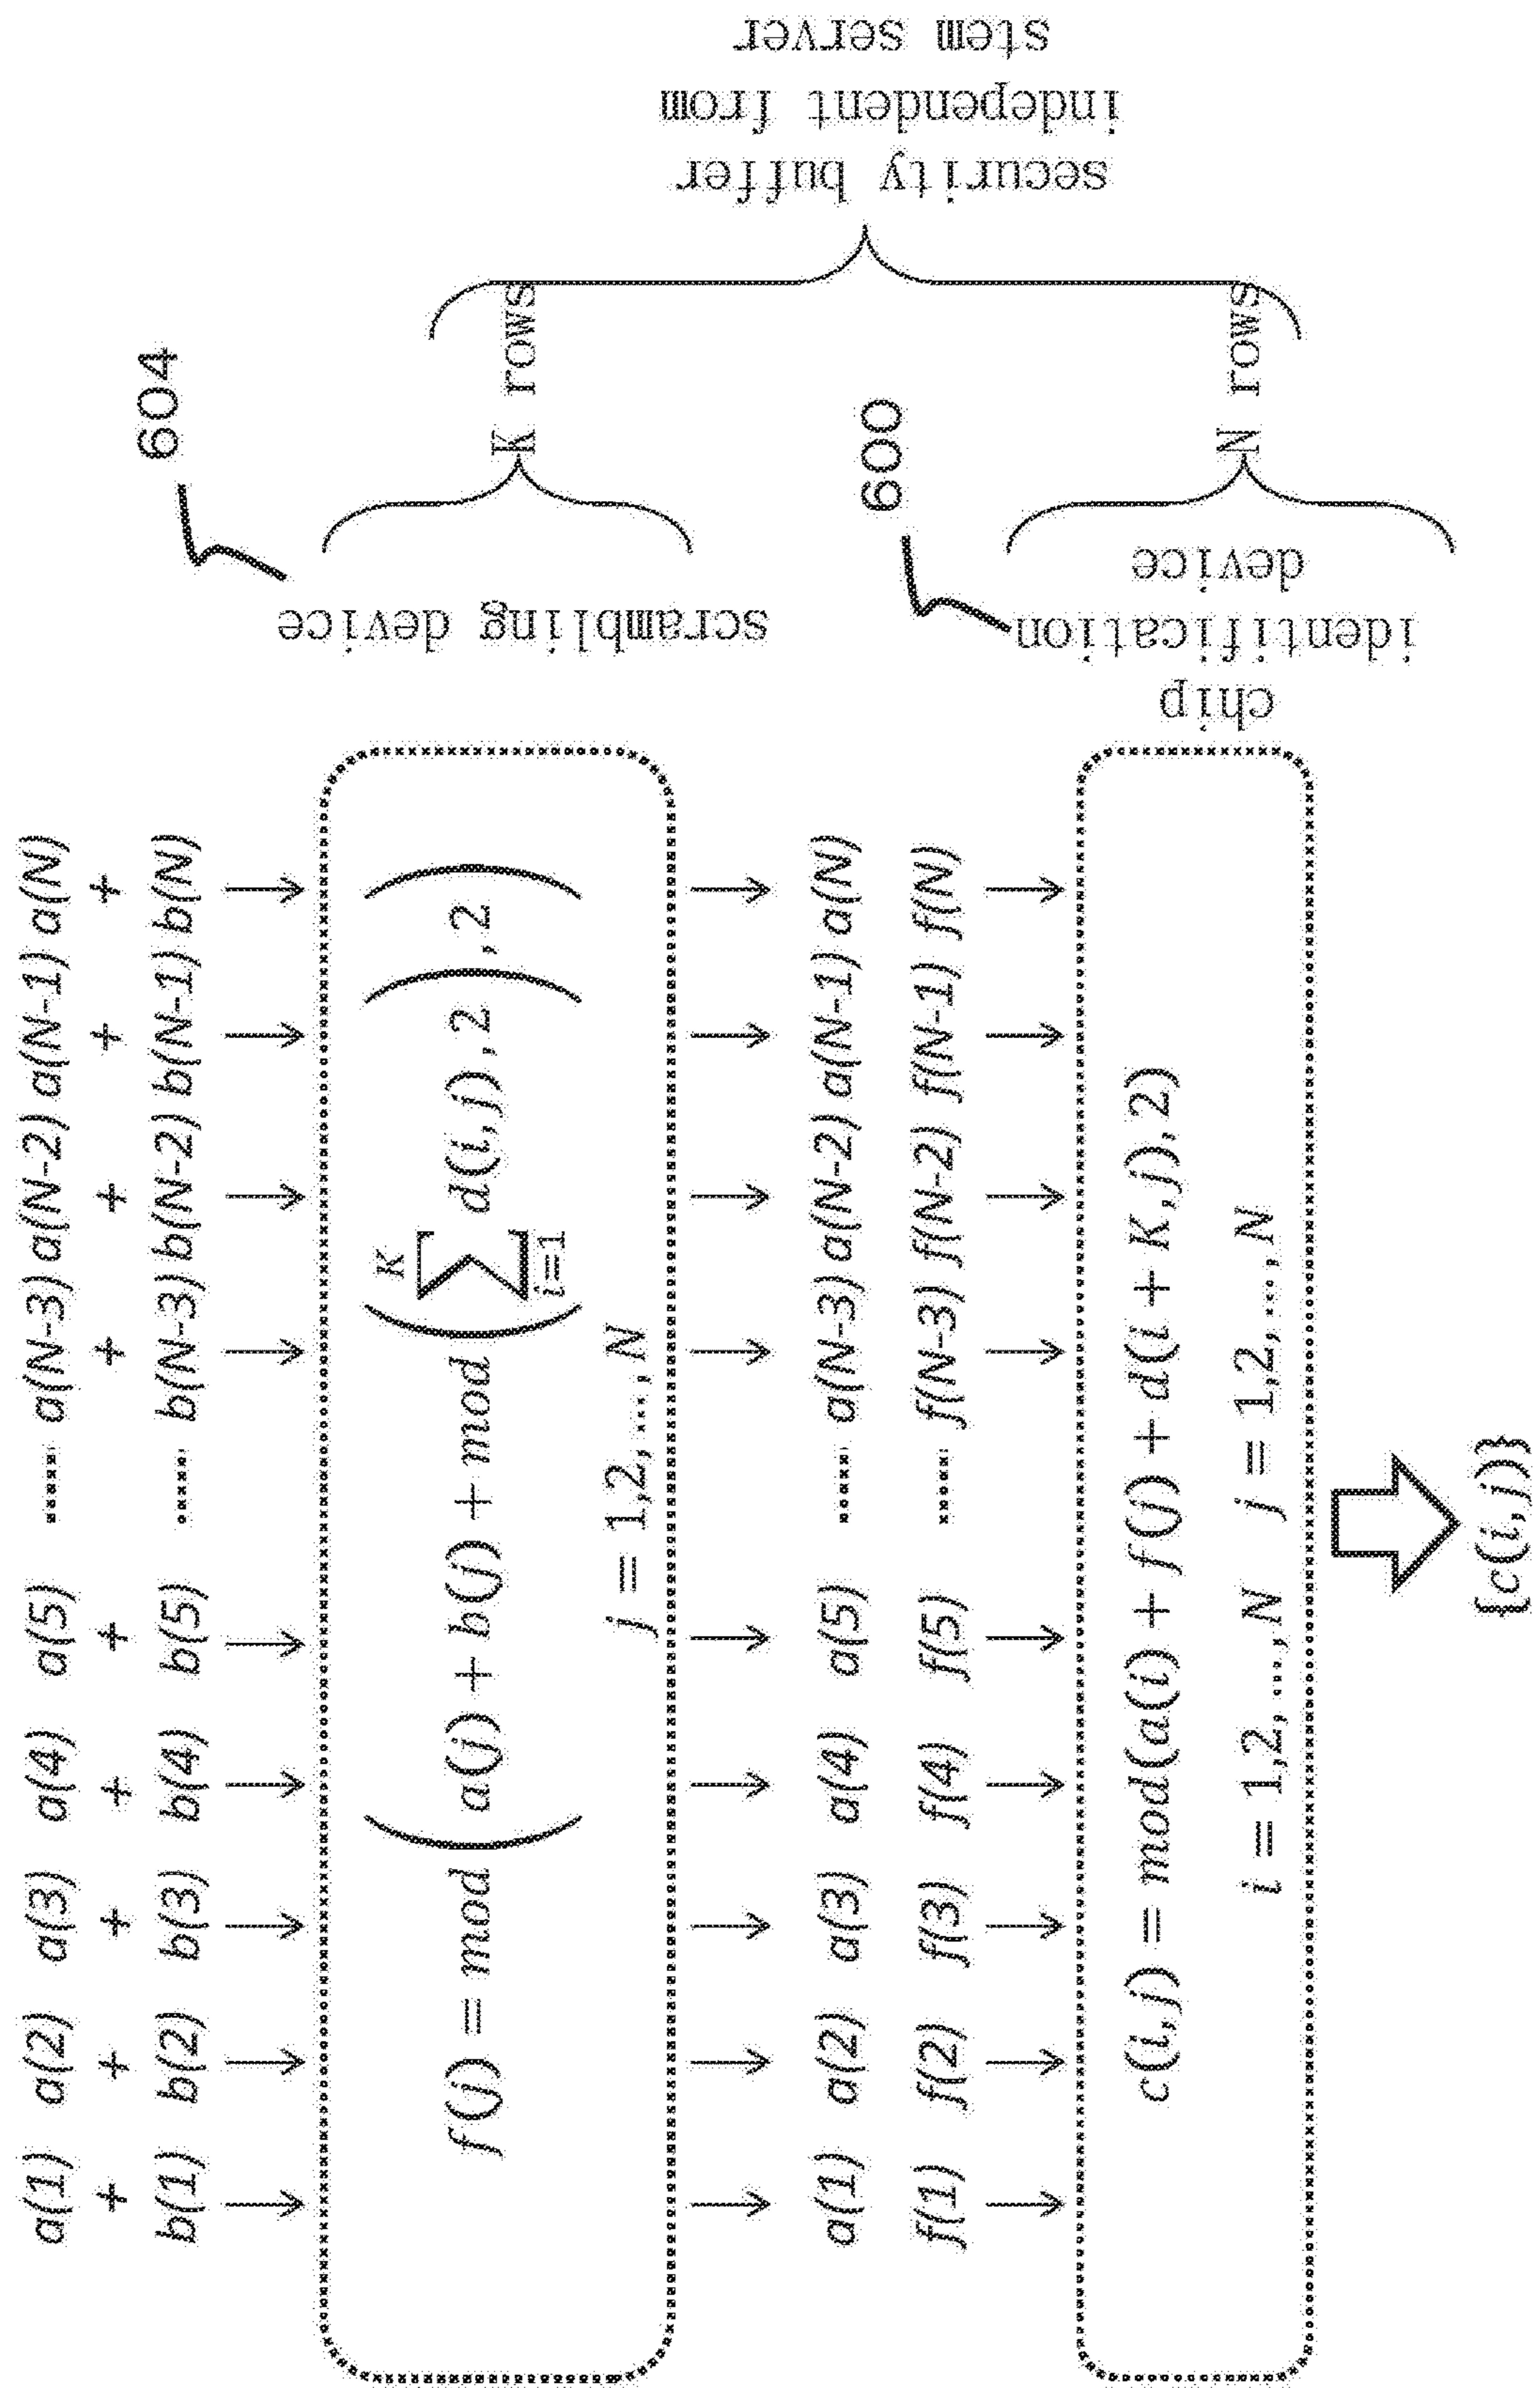 a(1) a(2) a(3) a(4) a(5) ...... a(N-3) a(N-2) a(N-1) a(N)
+ + + + + + + + +
b(1) b(2) b(3) b(4) b(5) ...... b(N-3) b(N-2) b(N-1) b(N)
f(j) = mod ( a(j) + b(j) + mod ( K ∑ i=1 d(i,j), 2 ) , 2 )
j = 1,2,...,N
scrambling device
604
K rows
a(1) a(2) a(3) a(4) a(5) ...... a(N-3) a(N-2) a(N-1) a(N)
f(1) f(2) f(3) f(4) f(5) ...... f(N-3) f(N-2) f(N-1) f(N)
c(i,j) = mod(a(i) + f(j) + d(i + K,j),2)
i = 1,2,...,N j = 1,2,...,N
{c(i,j)}
chip
identification
device
600
N rows
security buffer
independent from
stem server